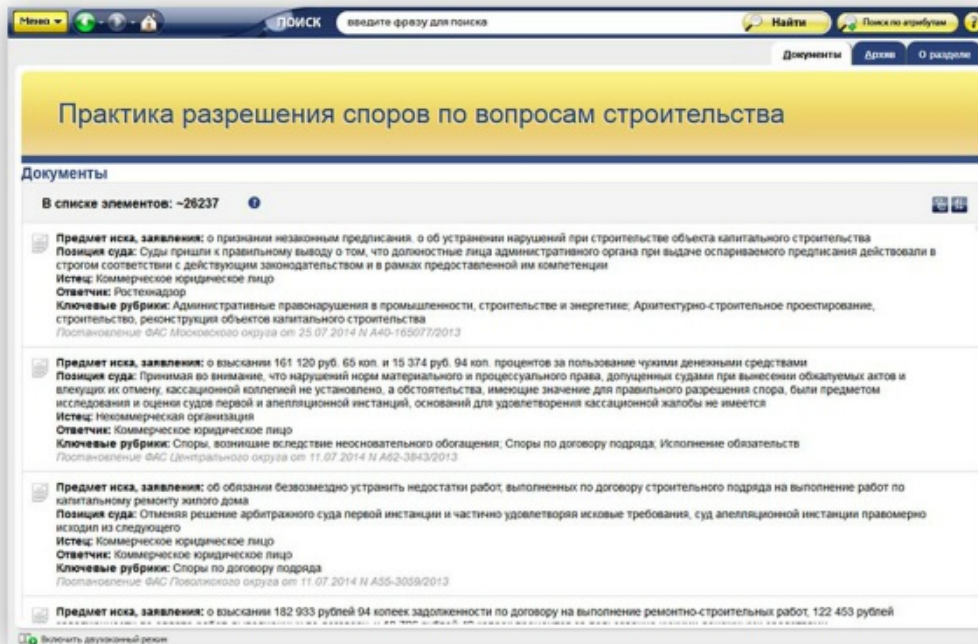 Меню
ПОИСК введите фразу для поиска Найти Поиск по атрибутам ?
Документы Архив О разделе
Практика разрешения споров по вопросам строительства
Документы
В списке элементов: ~26237 ?
Предмет иска, заявления: о признании незаконным предписания. о об устранении нарушений при строительстве объекта капитального строительства
Позиция суда: Суды пришли к правильному выводу о том, что должностные лица административного органа при выдаче оспариваемого предписания действовали в
строгом соответствии с действующим законодательством и в рамках предоставленной им компетенции
Истец: Коммерческое юридическое лицо
Ответчик: Ростехнадзор
Ключевые рубрики: Административные правонарушения в промышленности, строительстве и энергетике; Архитектурно-строительное проектирование,
строительство, реконструкция объектов капитального строительства
Постановление ФАС Московского округа от 25.07.2014 N А40-165077/2013
Предмет иска, заявления: о взыскании 161 120 руб. 65 коп. и 15 374 руб. 94 коп. процентов за пользование чужими денежными средствами
Позиция суда: Принимая во внимание, что нарушений норм материального и процессуального права, допущенных судами при вынесении обжалуемых актов и
влекущих их отмену, кассационной коллегией не установлено, а обстоятельства, имеющие значение для правильного разрешения спора, были предметом
исследования и оценки судов первой и апелляционной инстанций, оснований для удовлетворения кассационной жалобы не имеется
Истец: Некоммерческая организация
Ответчик: Коммерческое юридическое лицо
Ключевые рубрики: Споры, возникшие вследствие неосновательного обогащения; Споры по договору подряда; Исполнение обязательств
Постановление ФАС Центрального округа от 11.07.2014 N А62-3843/2013
Предмет иска, заявления: об обязании безвозмездно устранить недостатки работ, выполненных по договору строительного подряда на выполнение работ по
капитальному ремонту жилого дома
Позиция суда: Отменяя решение арбитражного суда первой инстанции и частично удовлетворяя исковые требования, суд апелляционной инстанции правомерно
исходил из следующего
Истец: Коммерческое юридическое лицо
Ответчик: Коммерческое юридическое лицо
Ключевые рубрики: Споры по договору подряда
Постановление ФАС Поволжского округа от 11.07.2014 N А55-3059/2013
Предмет иска, заявления: о взыскании 182 933 рублей 94 копеек задолженности по договору на выполнение ремонтно-строительных работ, 122 453 рублей
Включить двухоконный режим